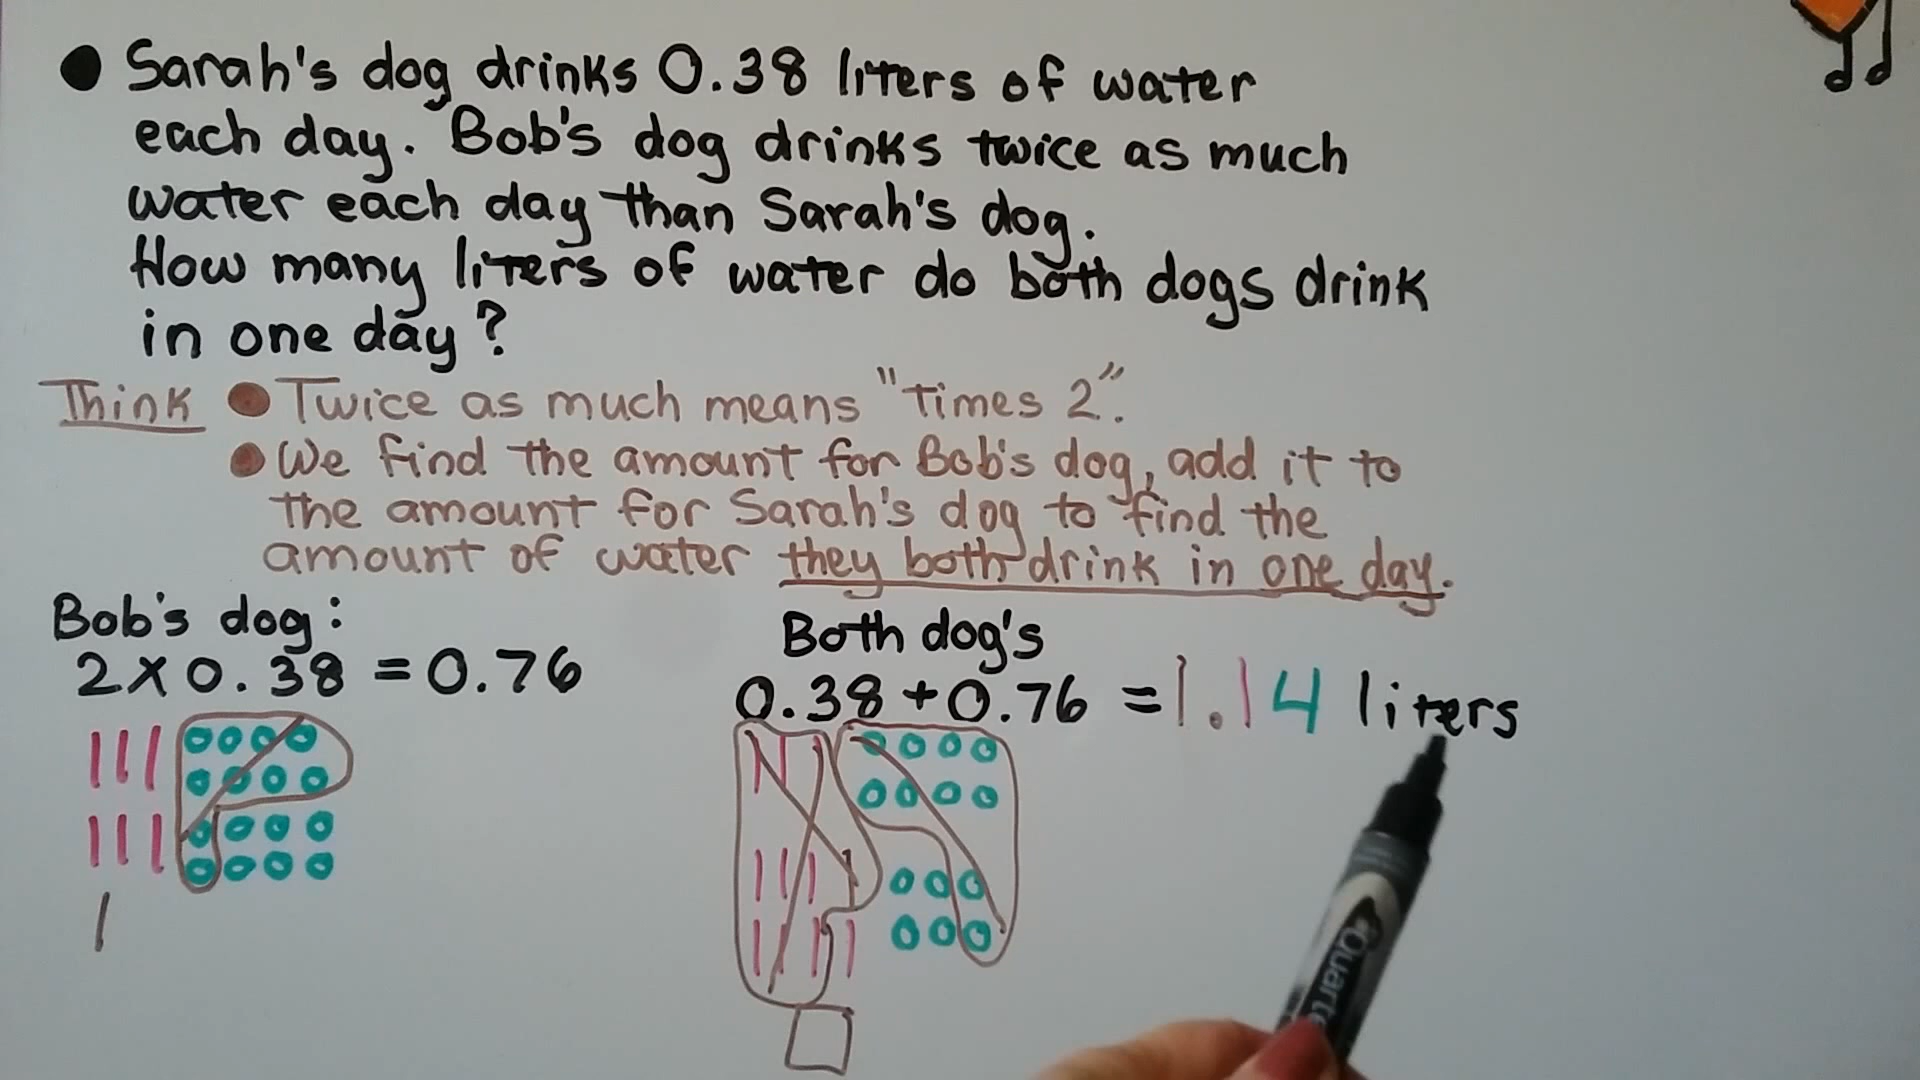 Sarah's dog drinks 0.38 liters of water
each day. Bob's dog drinks twice as much
water each day than Sarah's dog.
How many liters of water do both dogs drink
in one day?
Think • Twice as much means "times 2".
• We find the amount for Bob's dog, add it to
the amount for Sarah's dog to find the
amount of water they both drink in one day.
Bob's dog:
2 x 0.38 = 0.76
Both dog's
0.38 + 0.76 = 1.14 liters
Quart